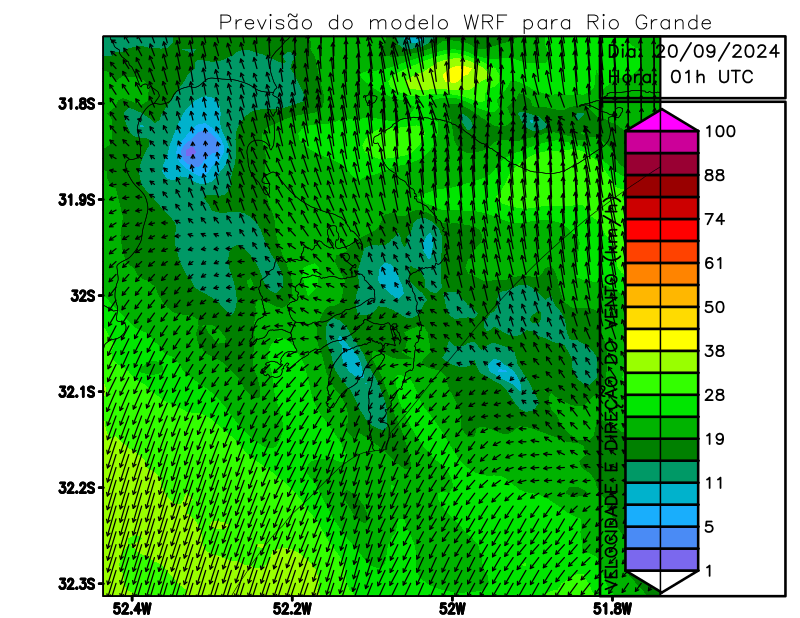 Previsão do modelo WRF para Rio Grande
Dia: 20/09/2024
Hora: 01h UTC
31.8S
31.9S
32S
32.1S
32.2S
32.3S
52.4W
52.2W
52W
51.8W
VELOCIDADE E DIREÇÃO DO VENTO (km/h)
100
88
74
61
50
38
28
19
11
5
1